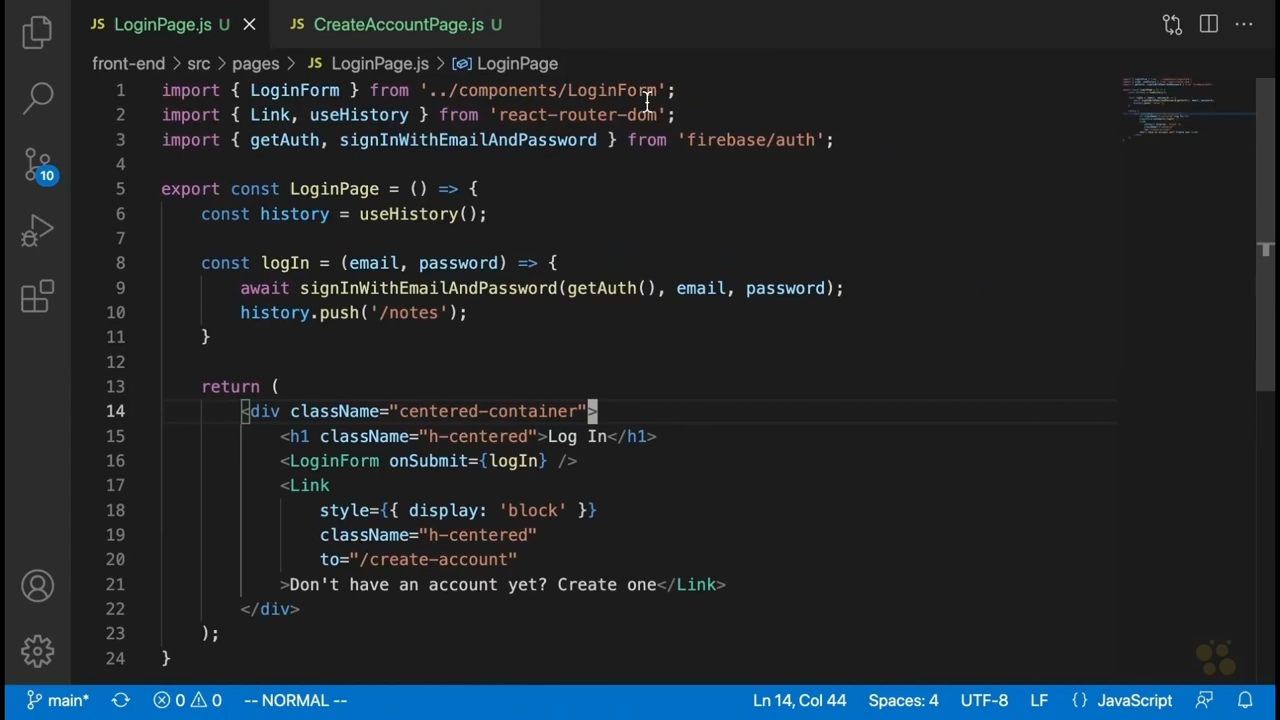 JS LoginPage.js U
JS CreateAccountPage.js U
front-end > src > pages > JS LoginPage.js > LoginPage
1 import { LoginForm } from '../components/LoginForm';
2 import { Link, useHistory } from 'react-router-dom';
3 import { getAuth, signInWithEmailAndPassword } from 'firebase/auth';
4
5 export const LoginPage = () => {
6 const history = useHistory();
7
8 const logIn = (email, password) => {
9 await signInWithEmailAndPassword(getAuth(), email, password);
10 history.push('/notes');
11 }
12
13 return (
14 <div className="centered-container">
15 <h1 className="h-centered">Log In</h1>
16 <LoginForm onSubmit={logIn} />
17 <Link
18 style={{ display: 'block' }}
19 className="h-centered"
20 to="/create-account"
21 >Don't have an account yet? Create one</Link>
22 </div>
23 );
24 }
10
main* 0 0 -- NORMAL -- Ln 14, Col 44 Spaces: 4 UTF-8 LF {} JavaScript